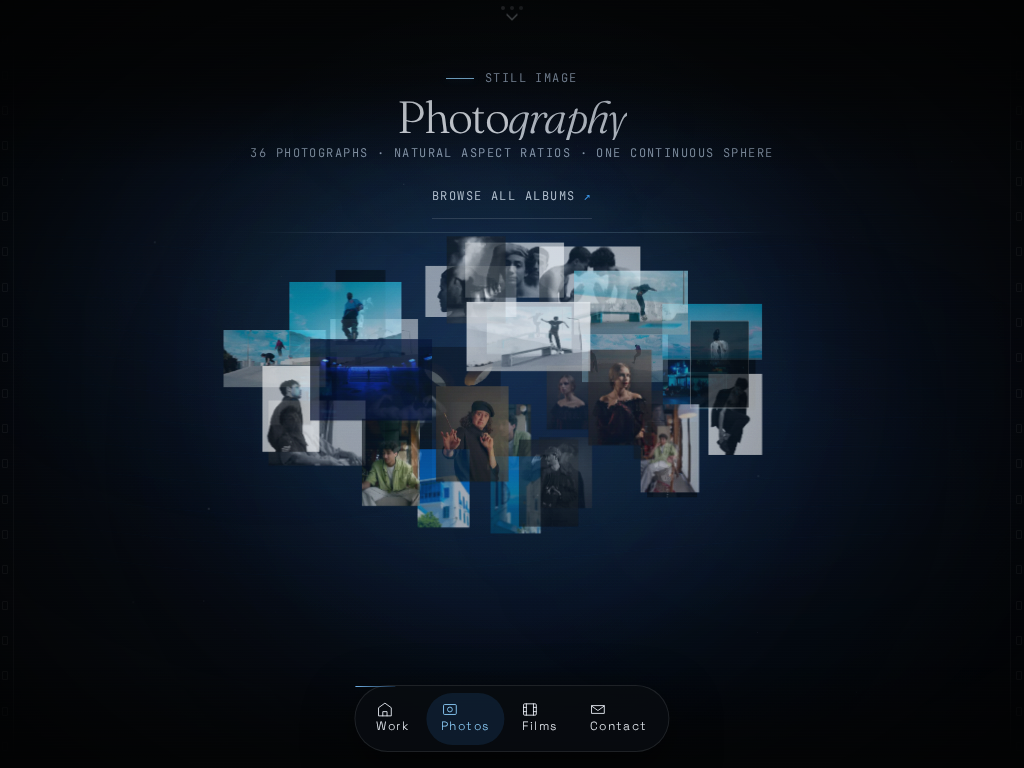 STILL IMAGE
Photography
36 PHOTOGRAPHS · NATURAL ASPECT RATIOS · ONE CONTINUOUS SPHERE
BROWSE ALL ALBUMS ↗
Work
Photos
Films
Contact